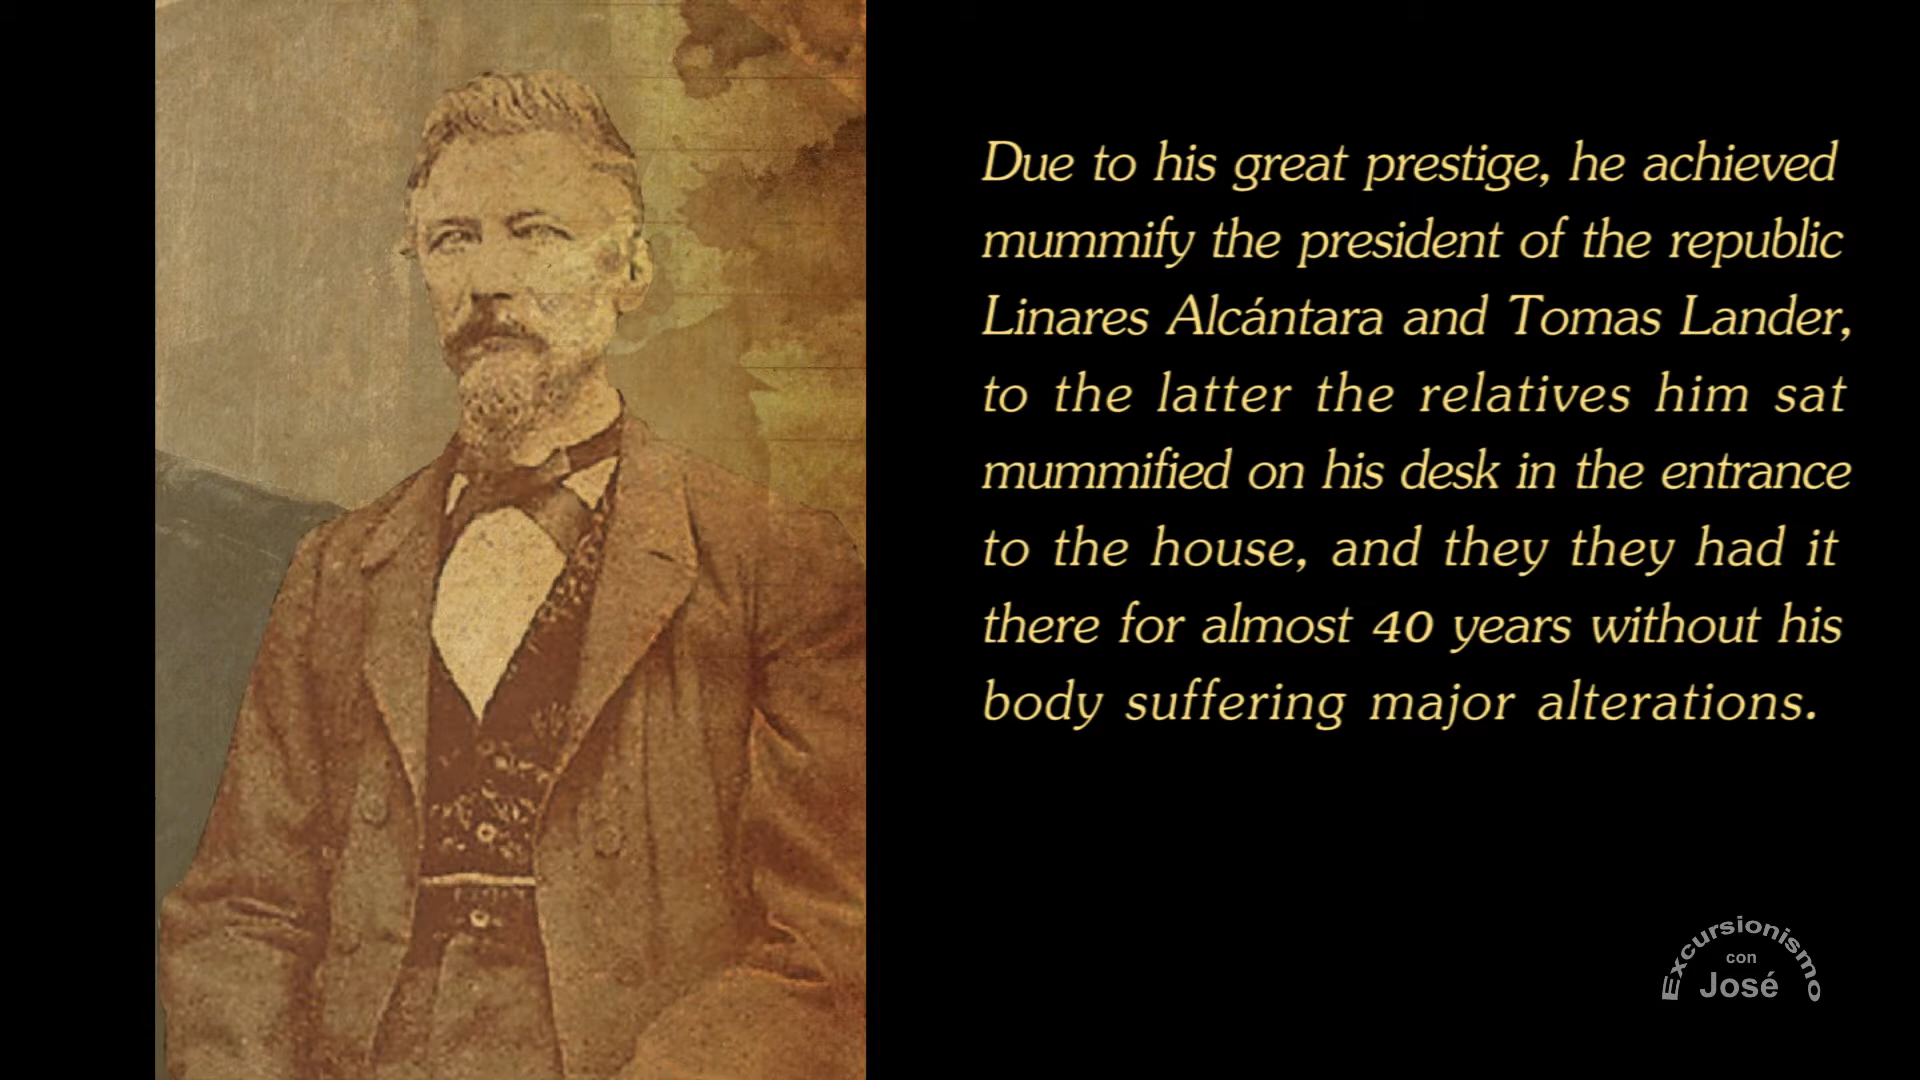 Due to his great prestige, he achieved
mummify the president of the republic
Linares Alcántara and Tomas Lander,
to the latter the relatives him sat
mummified on his desk in the entrance
to the house, and they they had it
there for almost 40 years without his
body suffering major alterations.
Excursionismo
con
José